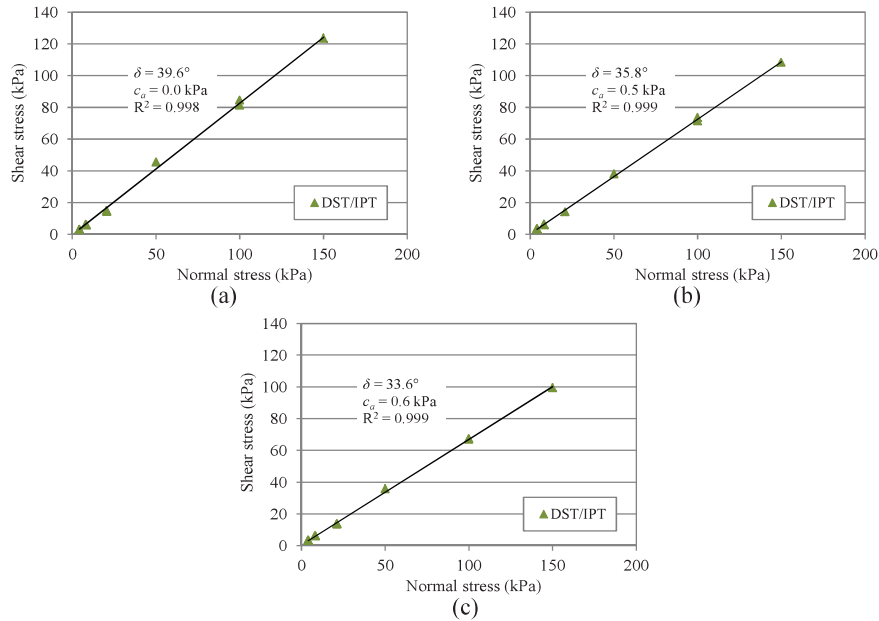 140
120
100
80
60
40
20
0
Shear stress (kPa)
δ = 39.6°
cₐ = 0.0 kPa
R² = 0.998
DST/IPT
0 50 100 150 200
Normal stress (kPa)
(a)
140
120
100
80
60
40
20
0
Shear stress (kPa)
δ = 35.8°
cₐ = 0.5 kPa
R² = 0.999
DST/IPT
0 50 100 150 200
Normal stress (kPa)
(b)
140
120
100
80
60
40
20
0
Shear stress (kPa)
δ = 33.6°
cₐ = 0.6 kPa
R² = 0.999
DST/IPT
0 50 100 150 200
Normal stress (kPa)
(c)